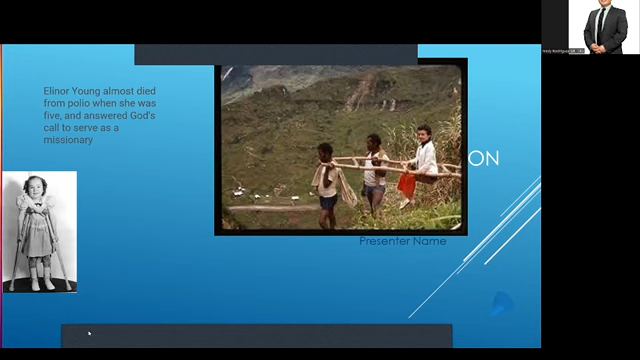 Elinor Young almost died
from polio when she was
five, and answered God's
call to serve as a
missionary
ON
Presenter Name